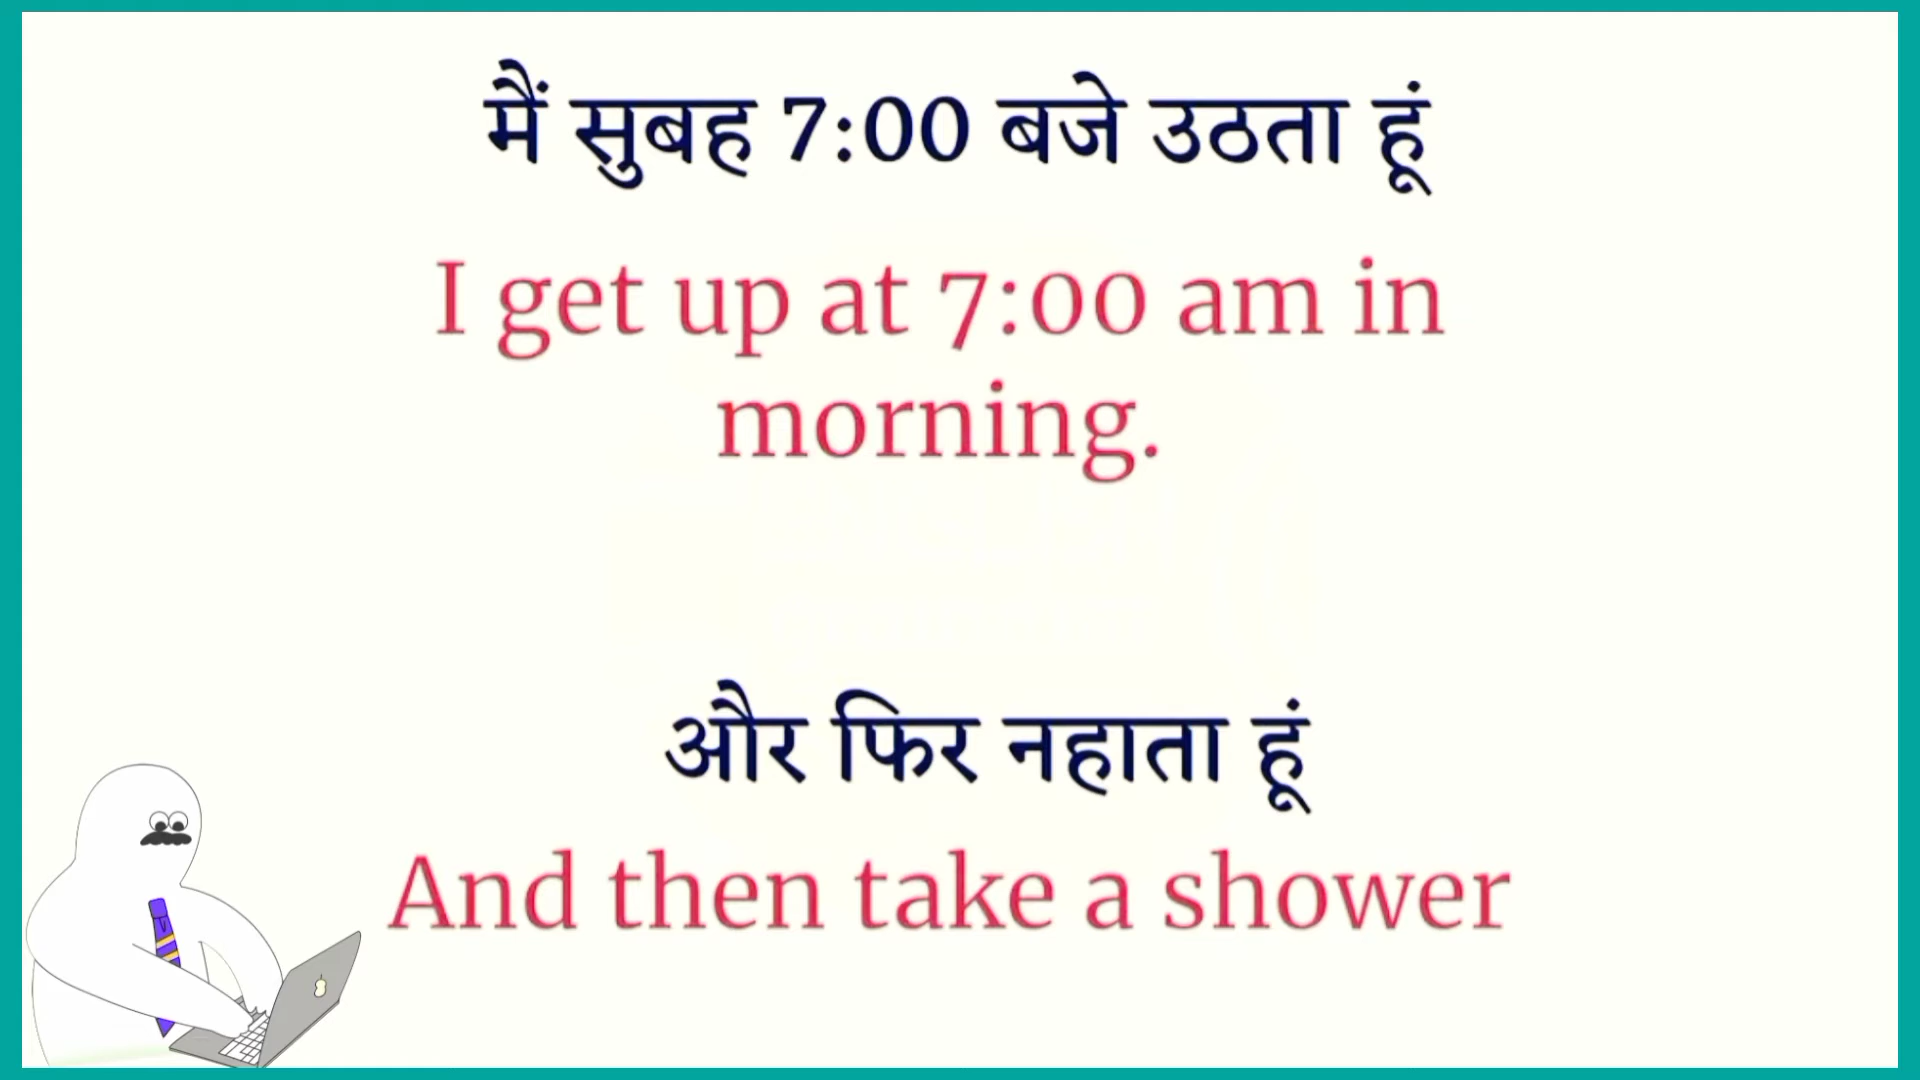 मैं सुबह 7:00 बजे उठता हूं
I get up at 7:00 am in
morning.
और फिर नहाता हूं
And then take a shower